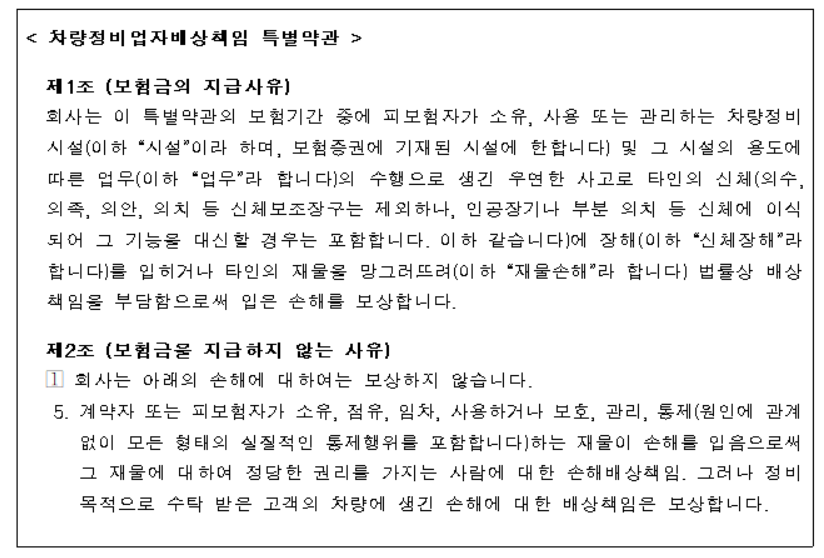 < 차량정비업자배상책임 특별약관 >
제1조 (보험금의 지급사유)
회사는 이 특별약관의 보험기간 중에 피보험자가 소유, 사용 또는 관리하는 차량정비
시설(이하 “시설”이라 하며, 보험증권에 기재된 시설에 한합니다) 및 그 시설의 용도에
따른 업무(이하 “업무”라 합니다)의 수행으로 생긴 우연한 사고로 타인의 신체(의수,
의족, 의안, 의치 등 신체보조장구는 제외하나, 인공장기나 부분 의치 등 신체에 이식
되어 그 기능을 대신할 경우는 포함합니다. 이하 같습니다)에 장해(이하 “신체장해”라
합니다)를 입히거나 타인의 재물을 망그러뜨려(이하 “재물손해”라 합니다) 법률상 배상
책임을 부담함으로써 입은 손해를 보상합니다.
제2조 (보험금을 지급하지 않는 사유)
1 회사는 아래의 손해에 대하여는 보상하지 않습니다.
5. 계약자 또는 피보험자가 소유, 점유, 임차, 사용하거나 보호, 관리, 통제(원인에 관계
없이 모든 형태의 실질적인 통제행위를 포함합니다)하는 재물이 손해를 입음으로써
그 재물에 대하여 정당한 권리를 가지는 사람에 대한 손해배상책임. 그러나 정비
목적으로 수탁 받은 고객의 차량에 생긴 손해에 대한 배상책임은 보상합니다.